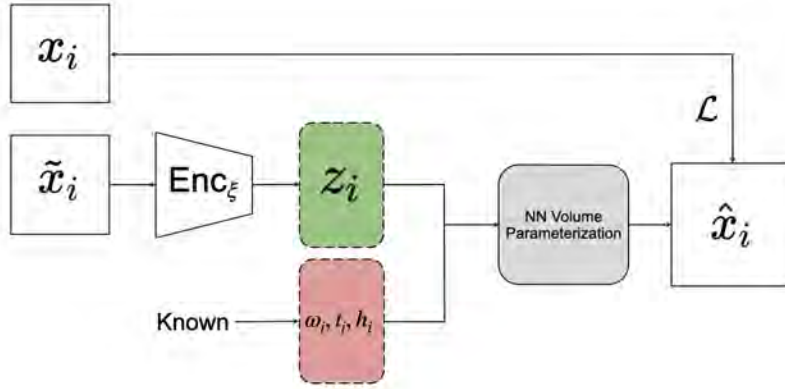 x_i
ℒ
x̃_i
Enc_ξ
z_i
NN Volume
Parameterization
x̂_i
Known
ω_i, t_i, h_i